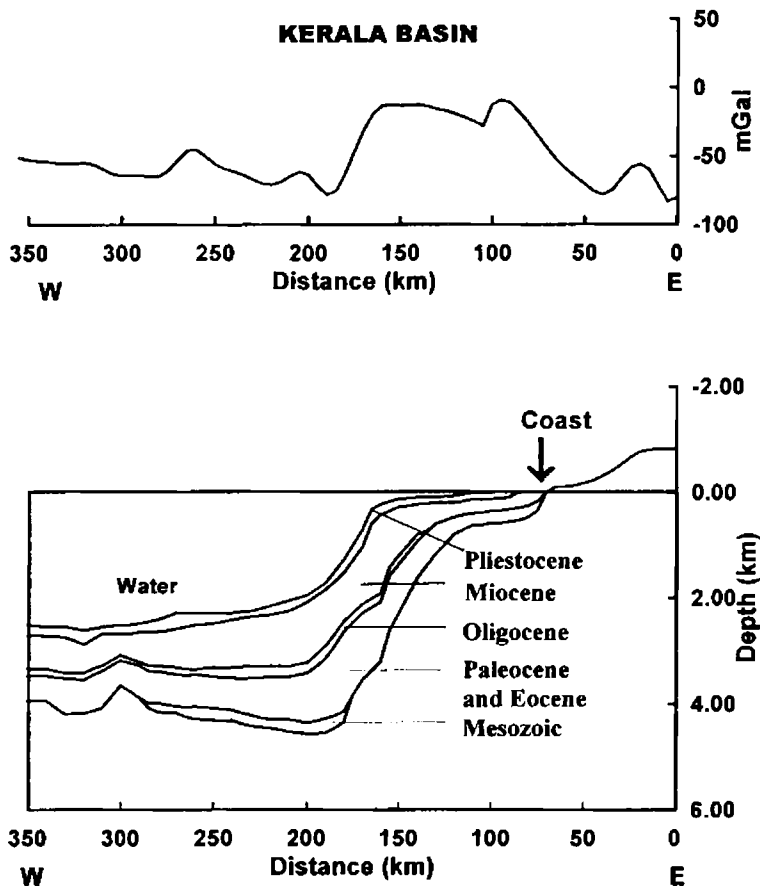 KERALA BASIN
50
0
-50
-100
mGal
350 300 250 200 150 100 50 0
Distance (km)
W E
Coast
-2.00
0.00
2.00
4.00
6.00
Depth (km)
Water
Pliestocene
Miocene
Oligocene
Paleocene
and Eocene
Mesozoic
350 300 250 200 150 100 50 0
Distance (km)
W E